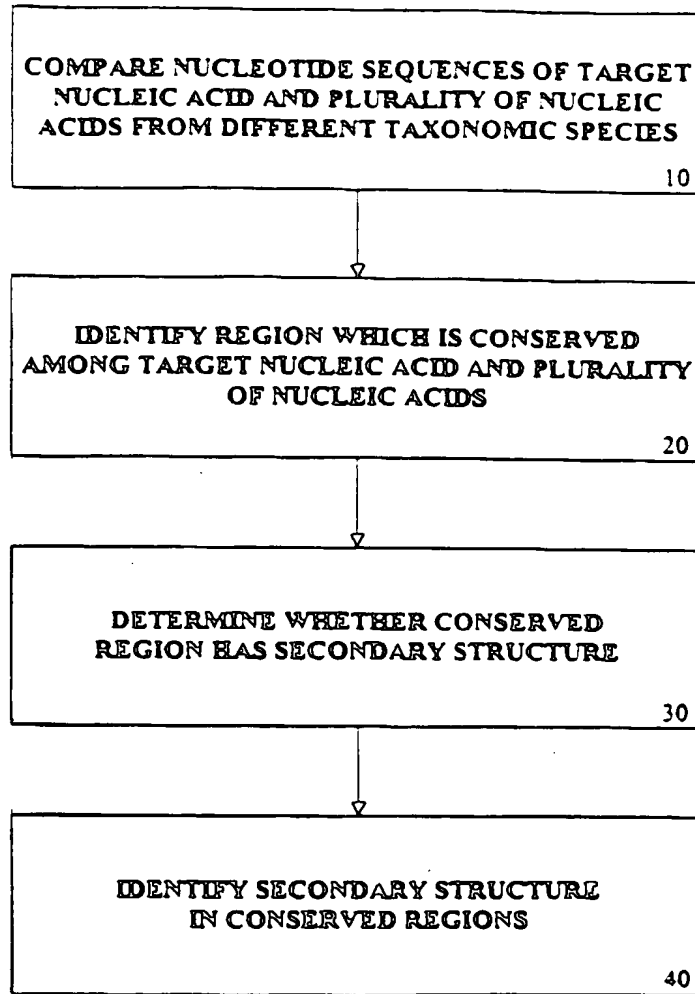 COMPARE NUCLEOTIDE SEQUENCES OF TARGET
NUCLEIC ACID AND PLURALITY OF NUCLEIC
ACIDS FROM DIFFERENT TAXONOMIC SPECIES
10
IDENTIFY REGION WHICH IS CONSERVED
AMONG TARGET NUCLEIC ACID AND PLURALITY
OF NUCLEIC ACIDS
20
DETERMINE WHETHER CONSERVED
REGION HAS SECONDARY STRUCTURE
30
IDENTIFY SECONDARY STRUCTURE
IN CONSERVED REGIONS
40